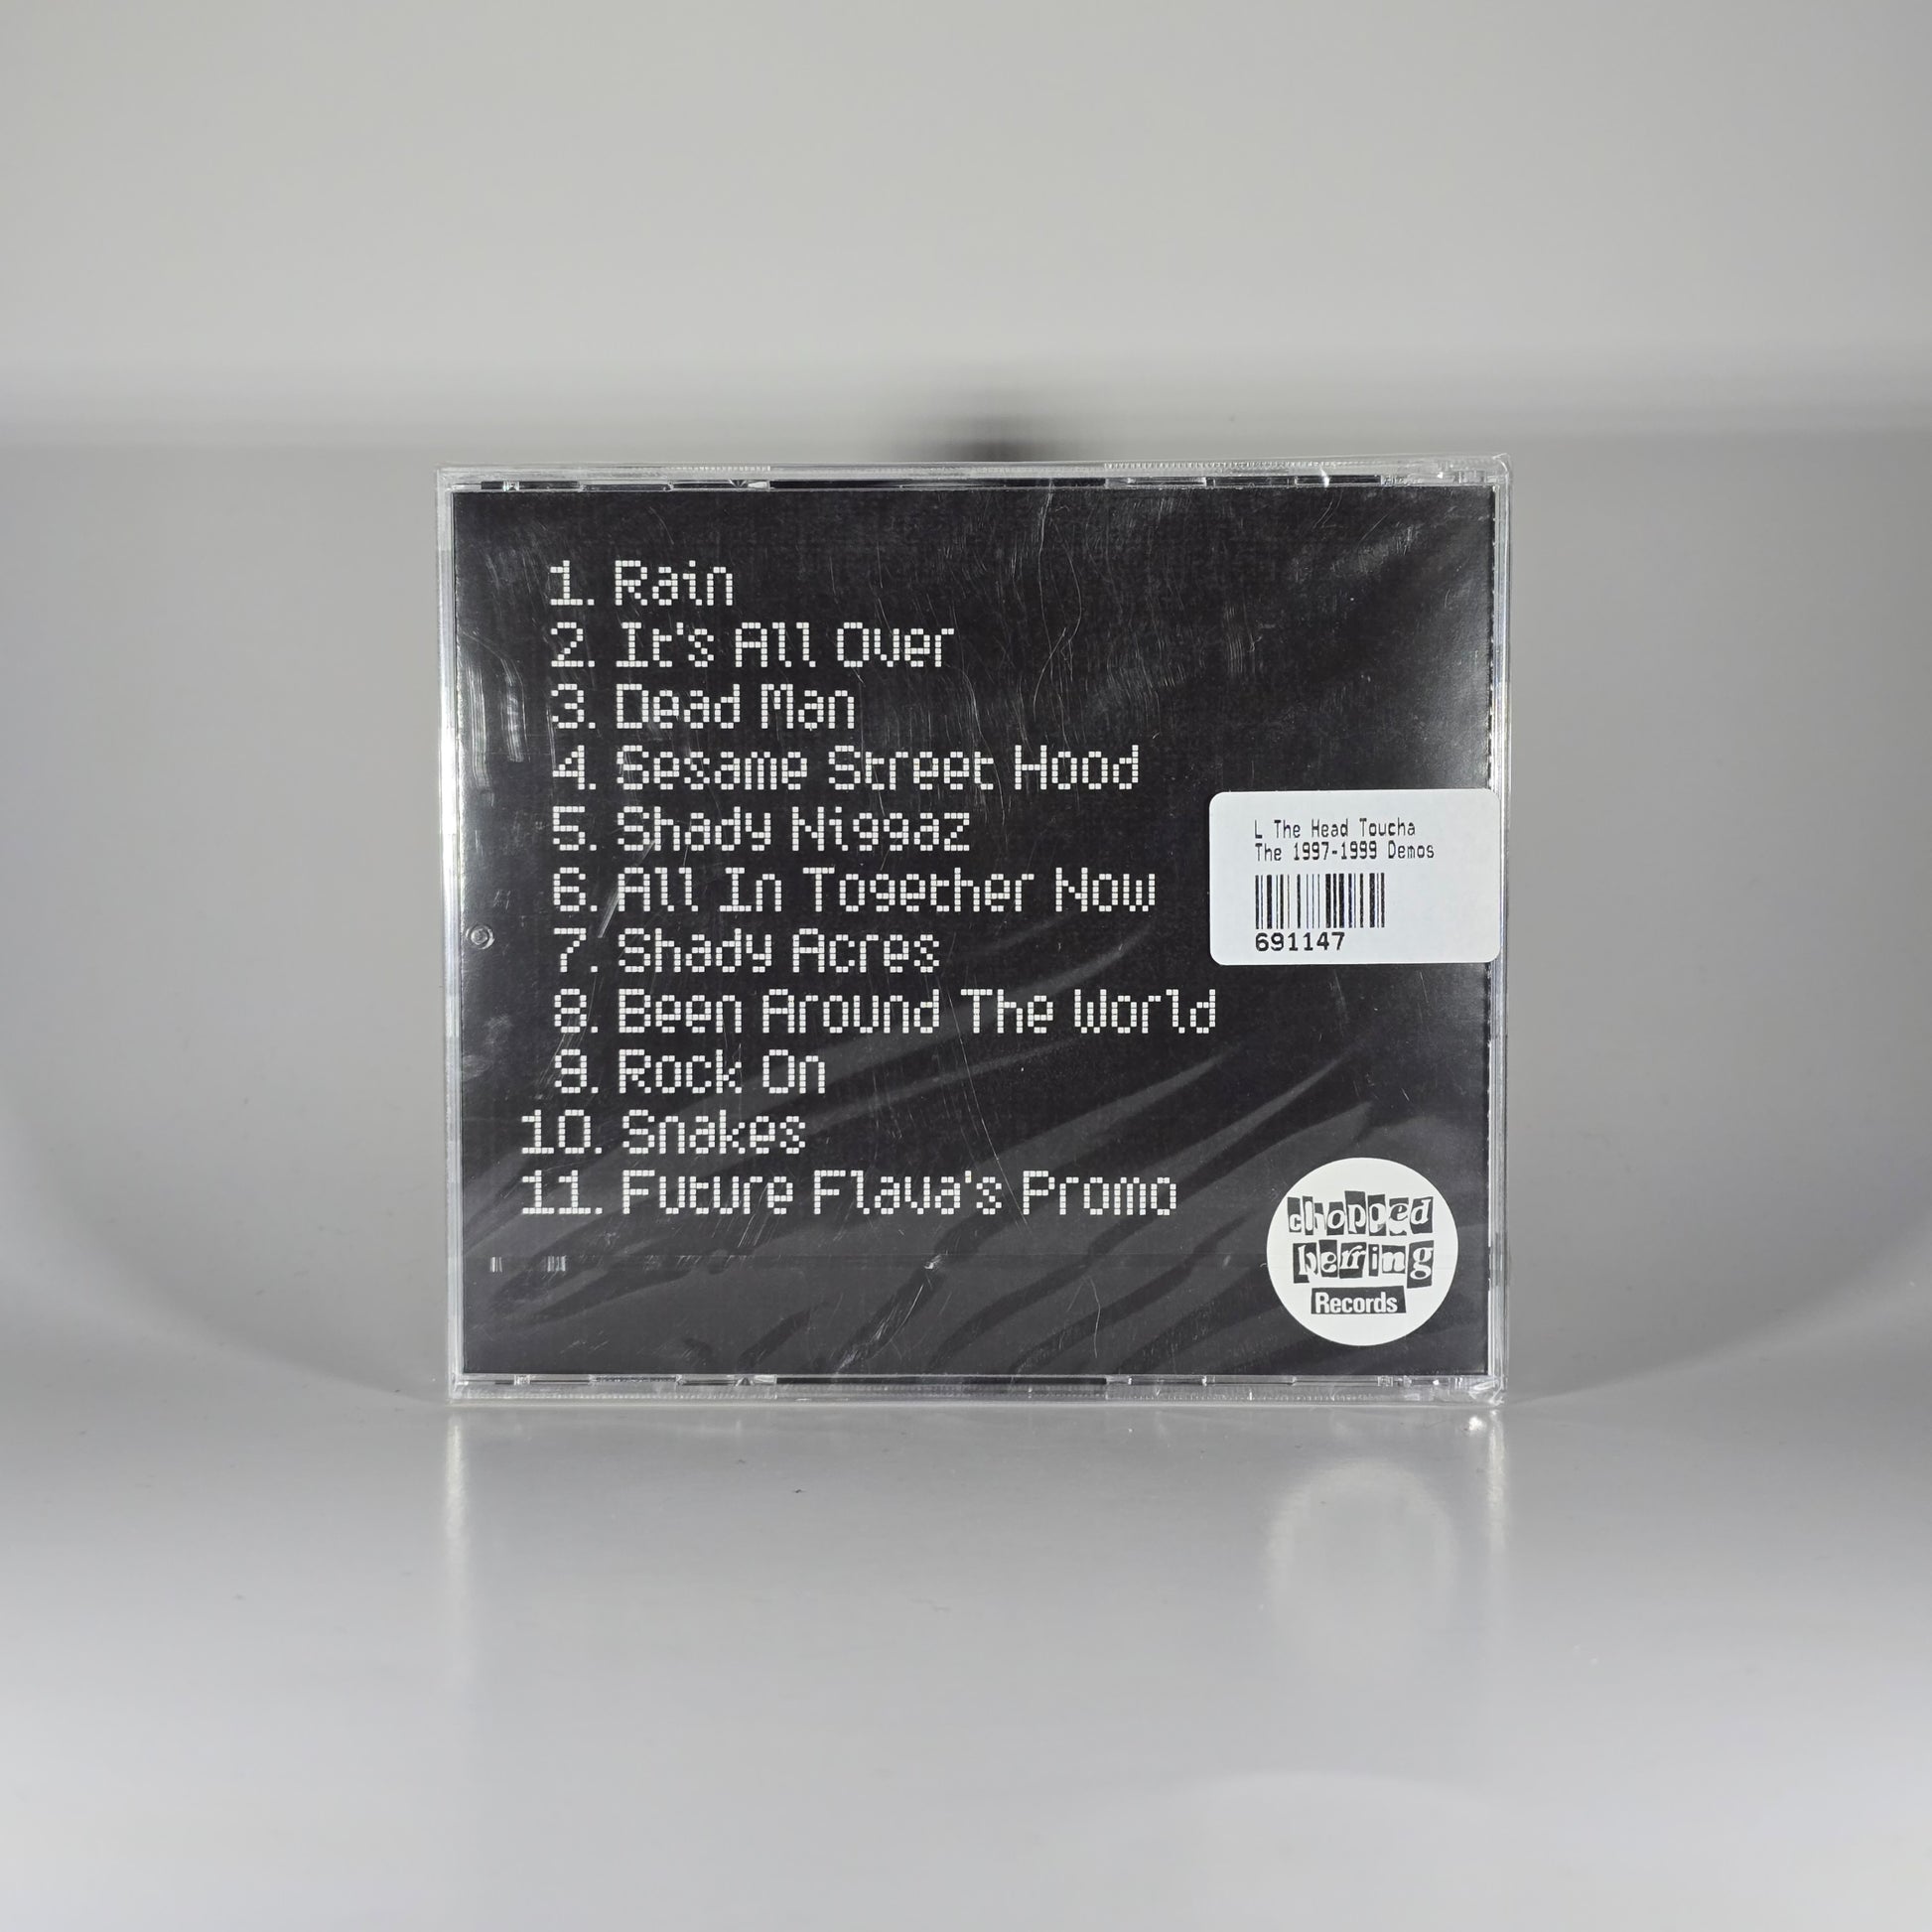 1. Rain
2. It's All Over
3. Dead Man
4. Sesame Street Hood
5. Shady Niggaz
6. All In Together Now
7. Shady Acres
8. Been Around The World
9. Rock On
10. Snakes
11. Future Flava's Promo
L The Head Toucha
The 1997-1999 Demos
691147
chopped
herring
Records